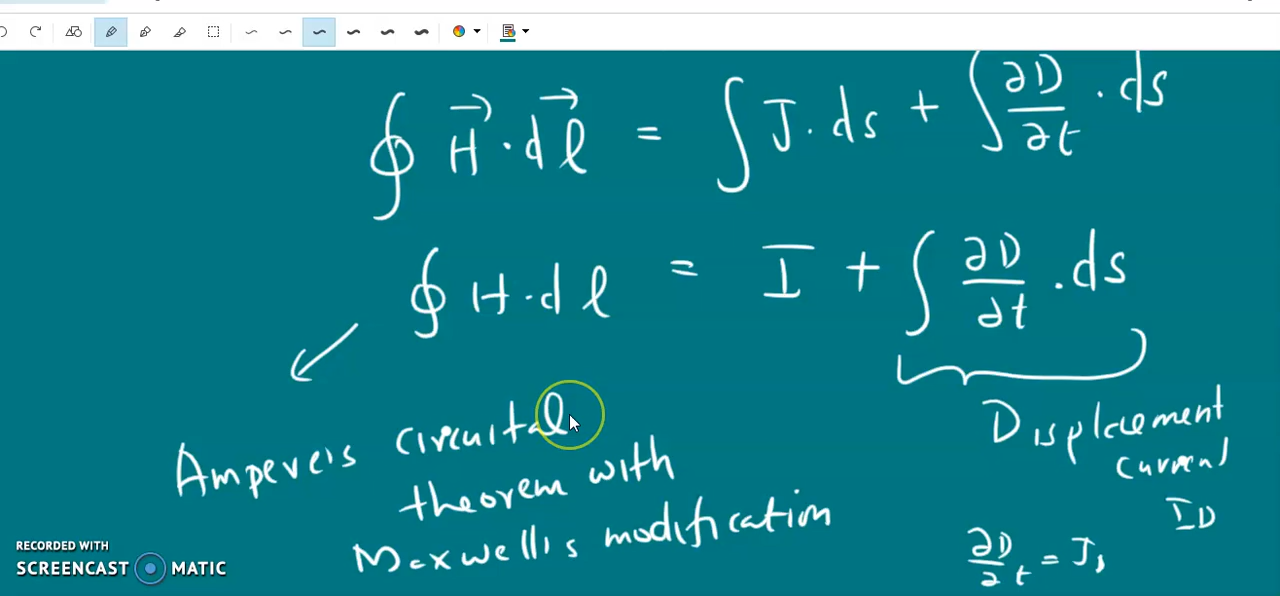 ∮ H⃗ · dl⃗ = ∫ J · ds + ∫ ∂D/∂t · ds
∮ H · dl = I + ∫ ∂D/∂t · ds
Ampere's circuital
theorem with
Maxwell's modification
Displacement
current
ID
∂D/∂t = J
RECORDED WITH
SCREENCAST MATIC